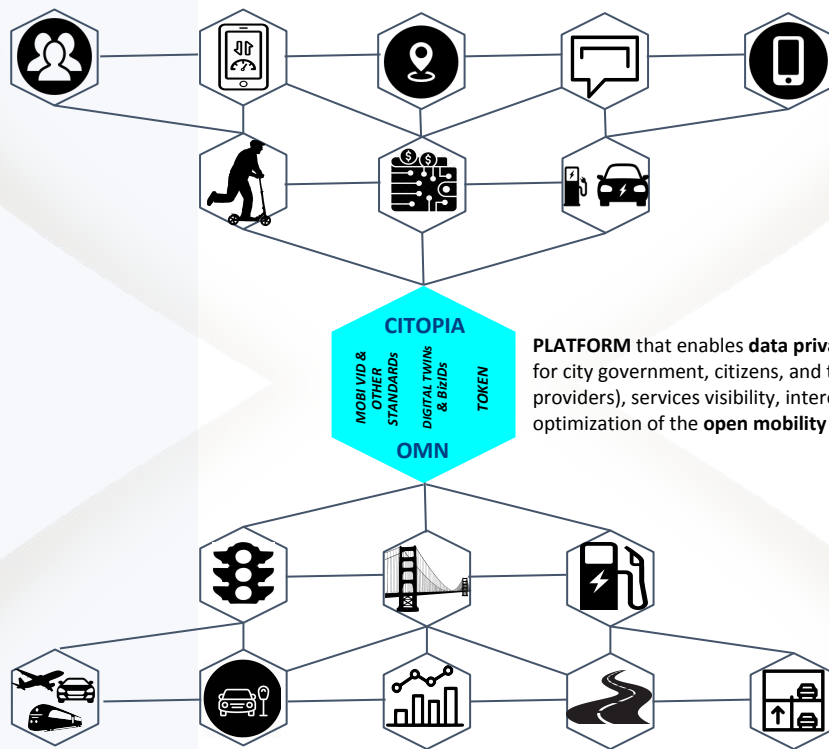 CITOPIA
MOBI VID &
OTHER
STANDARDs
DIGITAL TWINs
& BizIDs
TOKEN
OMN
PLATFORM that enables data priva
for city government, citizens, and t
providers), services visibility, intero
optimization of the open mobility